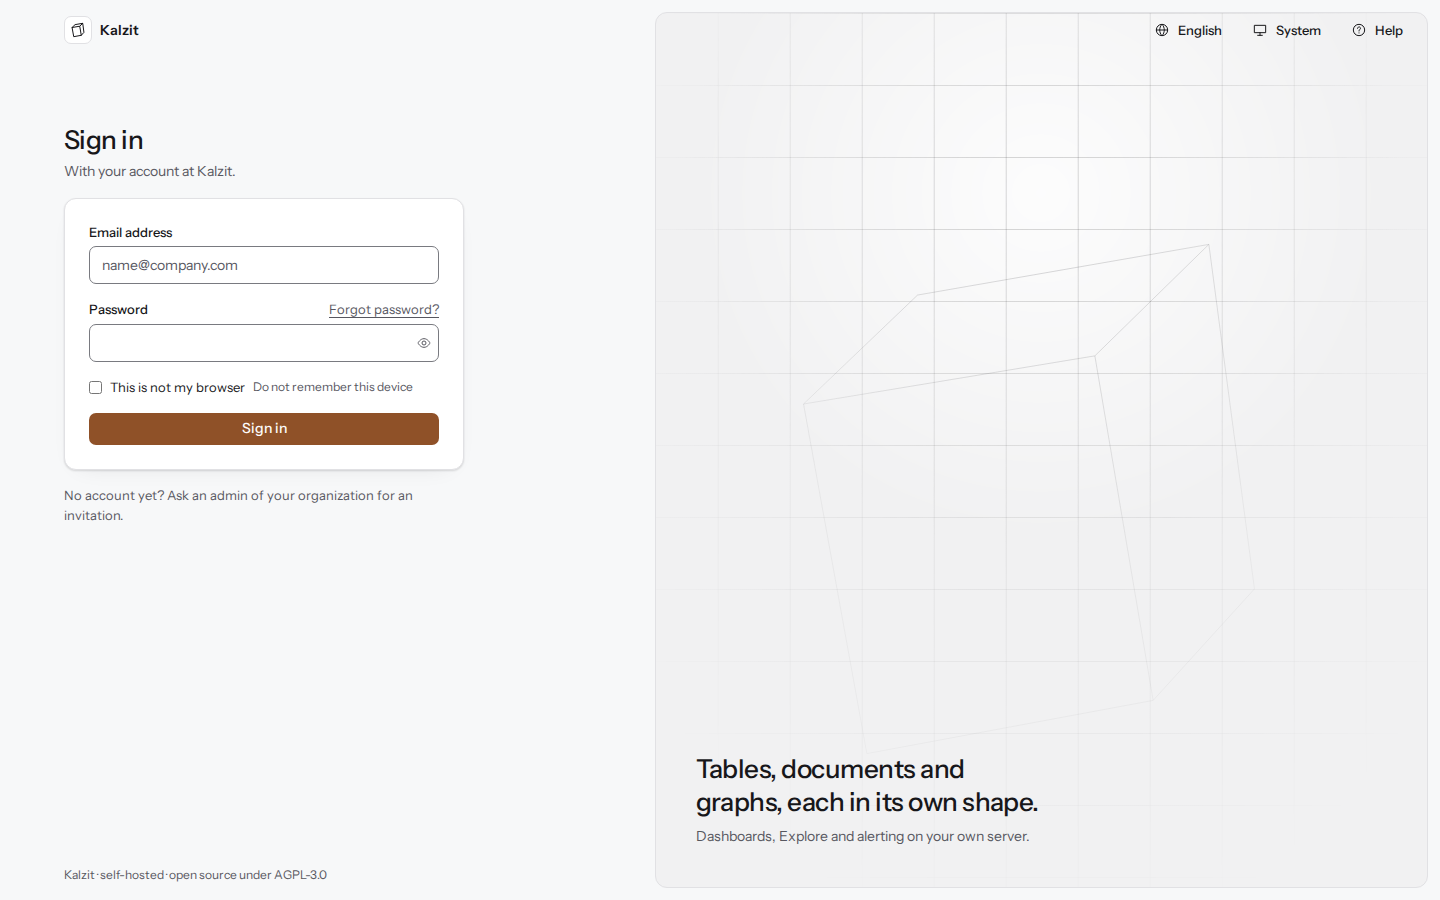 Kalzit
English
System
Help
Sign in
With your account at Kalzit.
Email address
name@company.com
Password
Forgot password?
This is not my browser Do not remember this device
Sign in
No account yet? Ask an admin of your organization for an
invitation.
Tables, documents and
graphs, each in its own shape.
Dashboards, Explore and alerting on your own server.
Kalzit · self-hosted · open source under AGPL-3.0